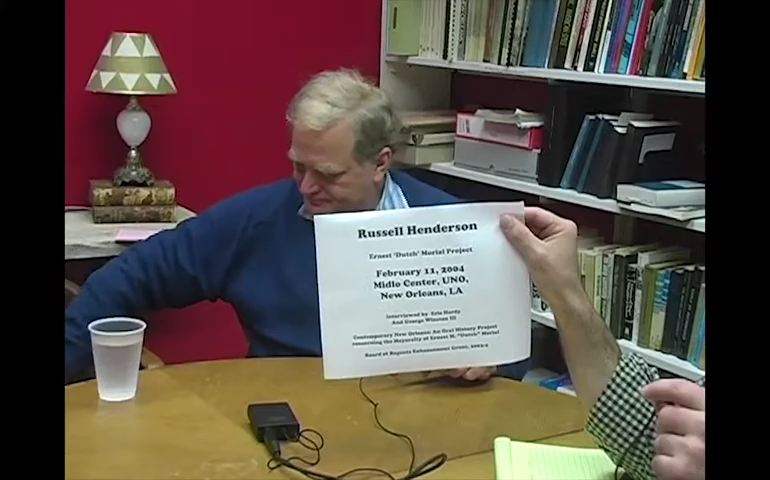 Russell Henderson
Ernest 'Dutch' Morial Project
February 11, 2004
Midlo Center, UNO,
New Orleans, LA
Interviewed by Eric Hardy
And George Winston III
Contemporary New Orleans: An Oral History Project
concerning the Mayoralty of Ernest M. "Dutch" Morial
Board of Regents Enhancement Grant, 2003-4